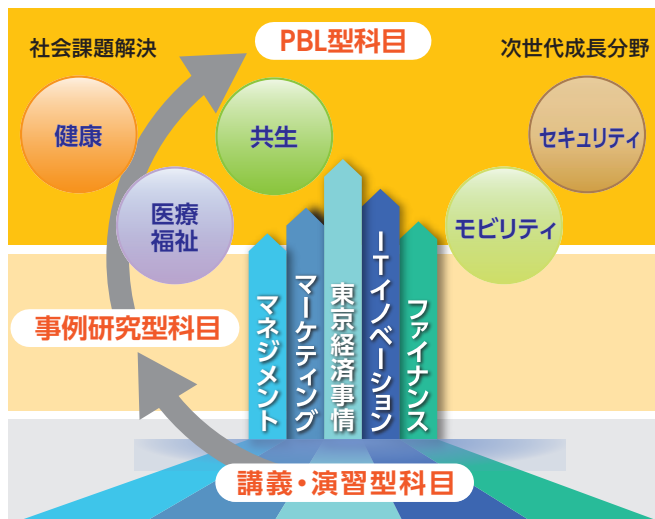 社会課題解決
PBL型科目
次世代成長分野
健康
共生
セキュリティ
医療
福祉
モビリティ
マネジメント
マーケティング
東京経済事情
ITイノベーション
ファイナンス
事例研究型科目
講義・演習型科目